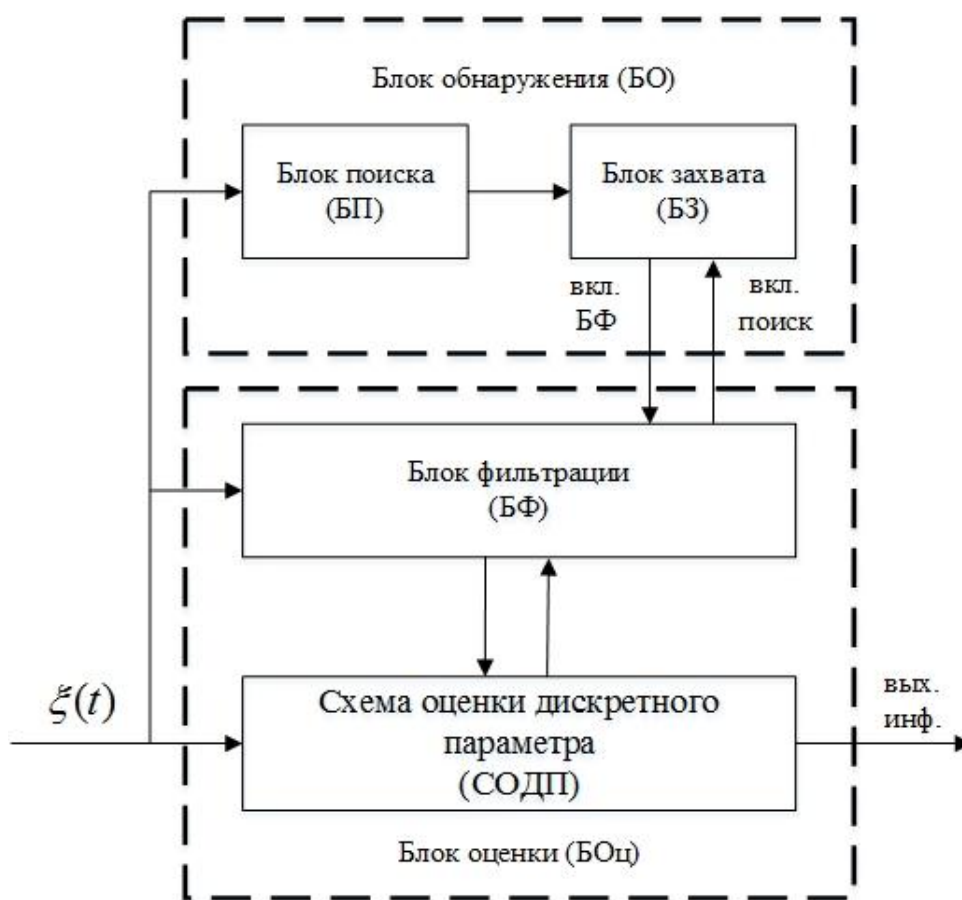 Блок обнаружения (БО)
Блок поиска
(БП)
Блок захвата
(БЗ)
вкл.
БФ
вкл.
поиск
Блок фильтрации
(БФ)
ξ(t)
Схема оценки дискретного
параметра
(СОДП)
вых.
инф.
Блок оценки (БОц)